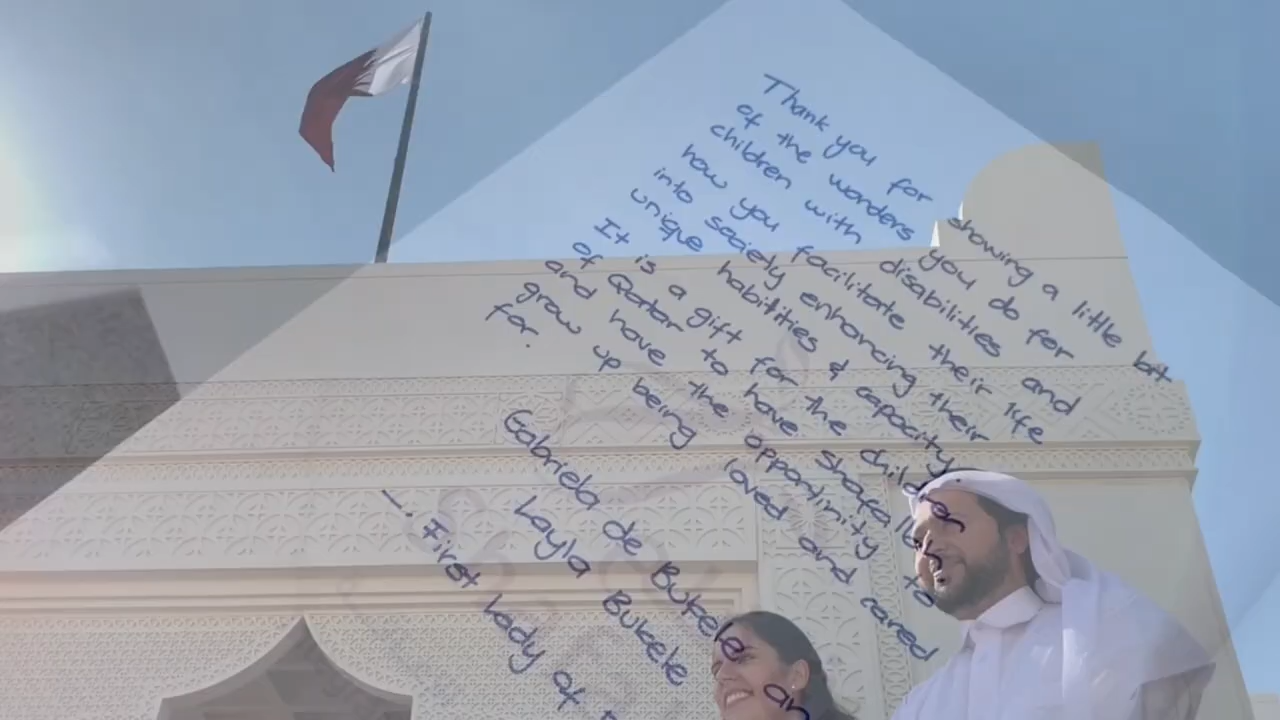 Thank you for showing a little bit
of the wonders you do for
children with disabilities and
how you facilitate their life
into society enhancing their
unique habilities & capacity
It is a gift for the children
of Qatar to have Shafallah
and have the opportunity to
grow up being loved and cared
for.
Gabriela de Bukele an
Layla Bukele
-. First Lady of